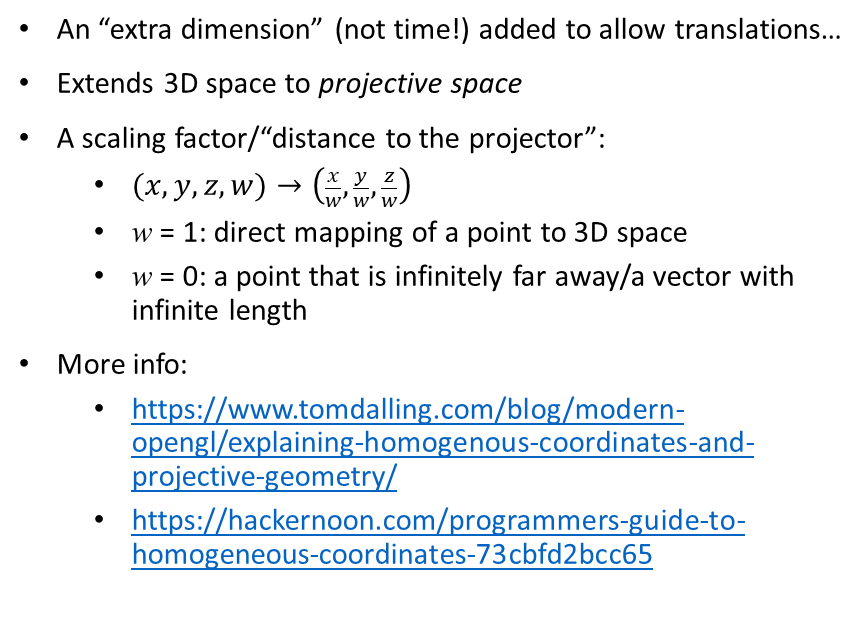 • An “extra dimension” (not time!) added to allow translations…
• Extends 3D space to projective space
• A scaling factor/“distance to the projector”:
• (x, y, z, w) → (x/w, y/w, z/w)
• w = 1: direct mapping of a point to 3D space
• w = 0: a point that is infinitely far away/a vector with
infinite length
• More info:
• https://www.tomdalling.com/blog/modern-
opengl/explaining-homogenous-coordinates-and-
projective-geometry/
• https://hackernoon.com/programmers-guide-to-
homogeneous-coordinates-73cbfd2bcc65